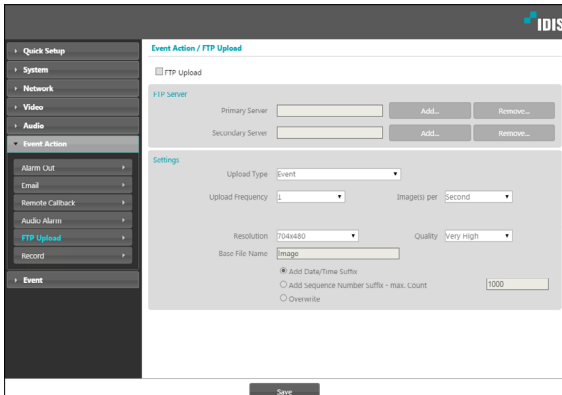 IDIS
Quick Setup
System
Network
Video
Audio
Event Action
Alarm Out
Email
Remote Callback
Audio Alarm
FTP Upload
Record
Event
Event Action / FTP Upload
FTP Upload
FTP Server
Primary Server Add... Remove...
Secondary Server Add... Remove...
Settings
Upload Type Event
Upload Frequency 1 Image(s) per Second
Resolution 704x480 Quality Very High
Base File Name Image
Add Date/Time Suffix
Add Sequence Number Suffix - max. Count 1000
Overwrite
Save